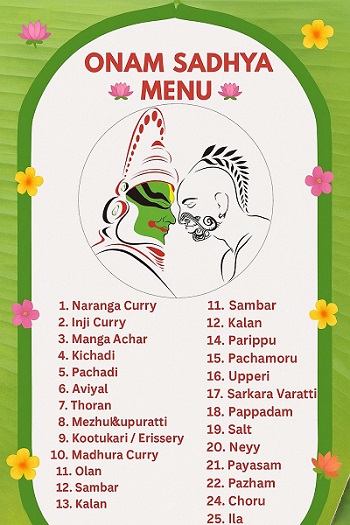 ONAM SADHYA
MENU
1. Naranga Curry
2. Inji Curry
3. Manga Achar
4. Kichadi
5. Pachadi
6. Aviyal
7. Thoran
8. Mezhukupuratti
9. Kootukari / Erissery
10. Madhura Curry
11. Olan
12. Sambar
13. Kalan
11. Sambar
12. Kalan
14. Parippu
15. Pachamoru
16. Upperi
17. Sarkara Varatti
18. Pappadam
19. Salt
20. Neyy
21. Payasam
22. Pazham
24. Choru
25. Ila